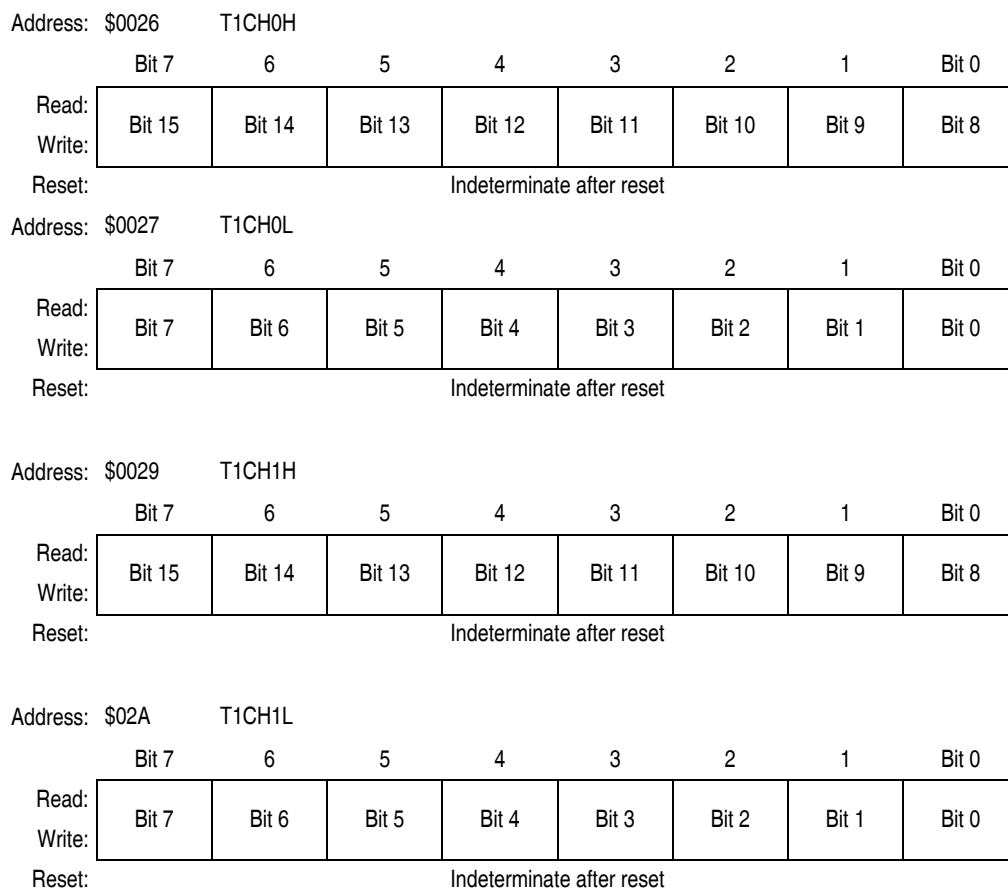 Address: $0026 T1CH0H
Bit 7 6 5 4 3 2 1 Bit 0
Read:
Bit 15 Bit 14 Bit 13 Bit 12 Bit 11 Bit 10 Bit 9 Bit 8
Write:
Reset: Indeterminate after reset
Address: $0027 T1CH0L
Bit 7 6 5 4 3 2 1 Bit 0
Read:
Bit 7 Bit 6 Bit 5 Bit 4 Bit 3 Bit 2 Bit 1 Bit 0
Write:
Reset: Indeterminate after reset
Address: $0029 T1CH1H
Bit 7 6 5 4 3 2 1 Bit 0
Read:
Bit 15 Bit 14 Bit 13 Bit 12 Bit 11 Bit 10 Bit 9 Bit 8
Write:
Reset: Indeterminate after reset
Address: $02A T1CH1L
Bit 7 6 5 4 3 2 1 Bit 0
Read:
Bit 7 Bit 6 Bit 5 Bit 4 Bit 3 Bit 2 Bit 1 Bit 0
Write:
Reset: Indeterminate after reset